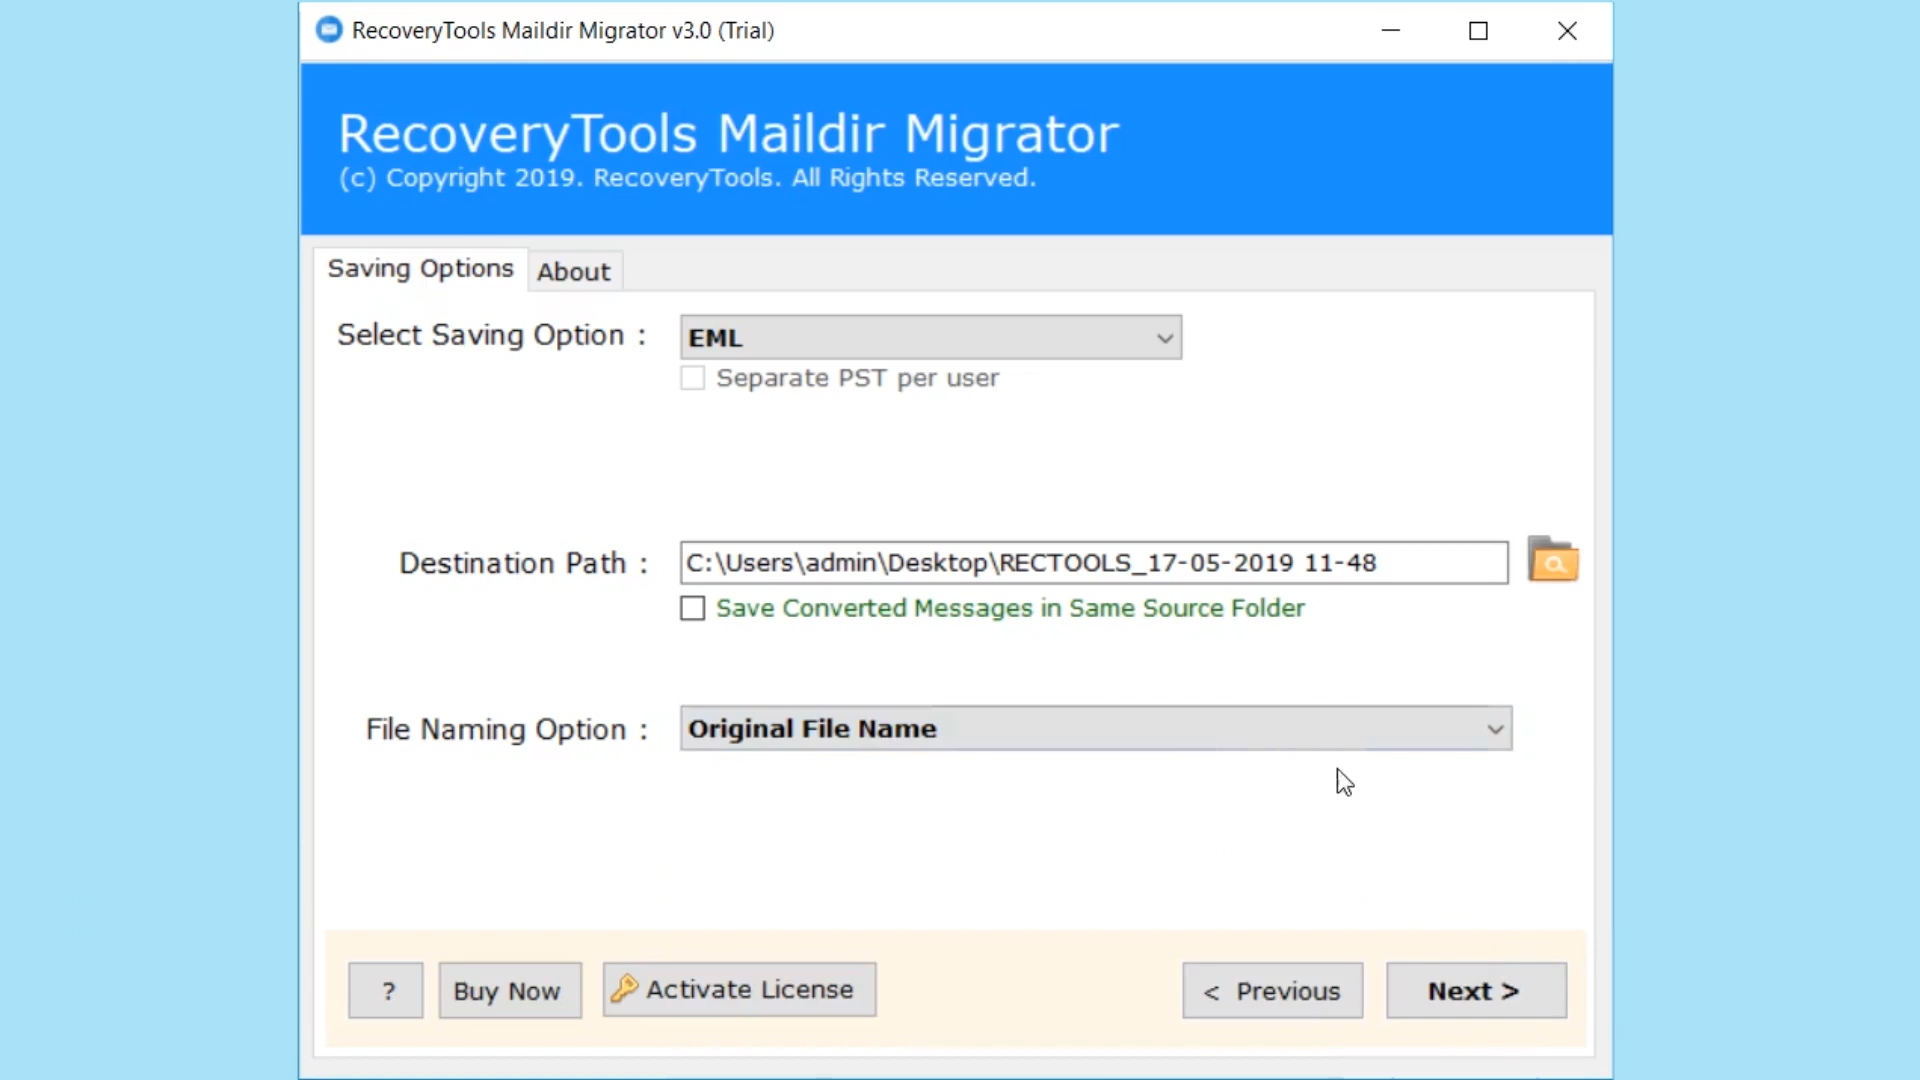 RecoveryTools Maildir Migrator v3.0 (Trial)
RecoveryTools Maildir Migrator
(c) Copyright 2019. RecoveryTools. All Rights Reserved.
Saving Options About
Select Saving Option : EML
Separate PST per user
Destination Path : C:\Users\admin\Desktop\RECTOOLS_17-05-2019 11-48
Save Converted Messages in Same Source Folder
File Naming Option : Original File Name
? Buy Now Activate License < Previous Next >